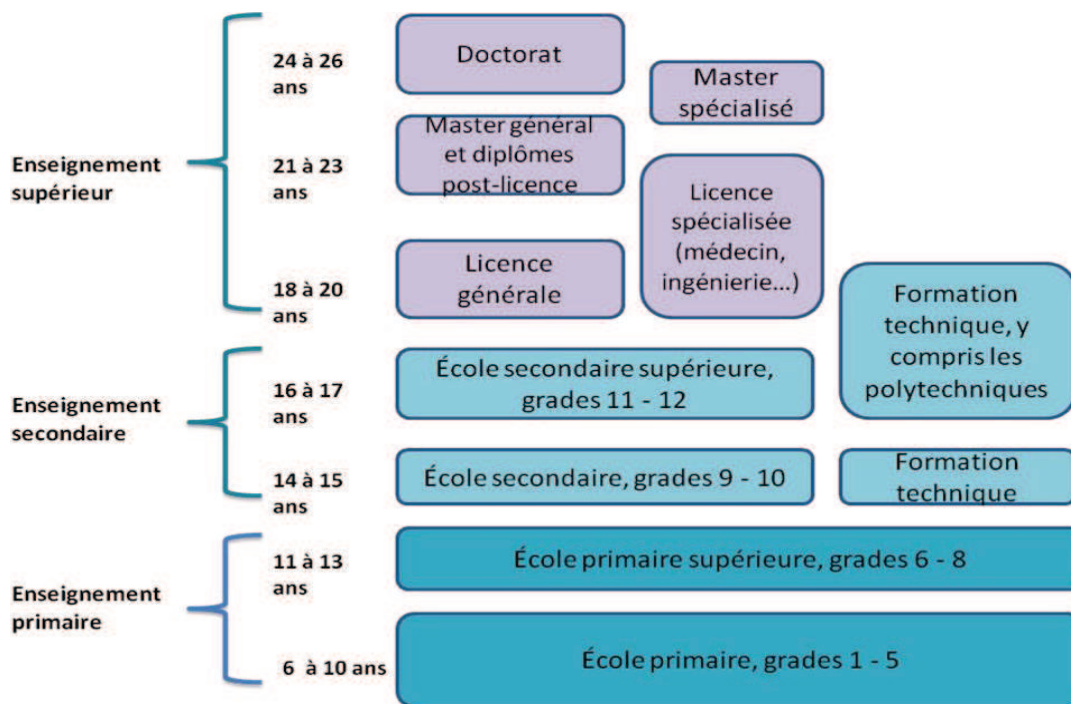 24 à 26
ans
Doctorat
Master
spécialisé
Enseignement
supérieur
21 à 23
ans
Master général
et diplômes
post-licence
Licence
spécialisée
(médecin,
ingénierie...)
18 à 20
ans
Licence
générale
Formation
technique, y
compris les
polytechniques
Enseignement
secondaire
16 à 17
ans
École secondaire supérieure,
grades 11 - 12
14 à 15
ans
École secondaire, grades 9 - 10
Formation
technique
Enseignement
primaire
11 à 13
ans
École primaire supérieure, grades 6 - 8
6 à 10 ans
École primaire, grades 1 - 5